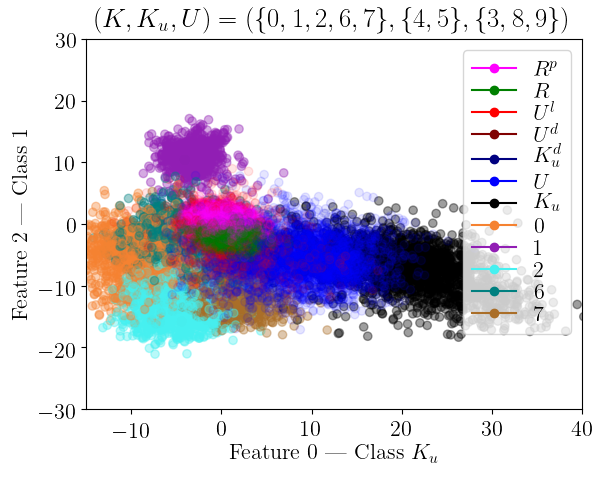 (K, K_u, U) = ({0, 1, 2, 6, 7}, {4, 5}, {3, 8, 9})
30
20
10
0
−10
−20
−30
Feature 2 — Class 1
R^p
R
U^l
U^d
K_u^d
U
K_u
0
1
2
6
7
−10
0
10
20
30
40
Feature 0 — Class K_u